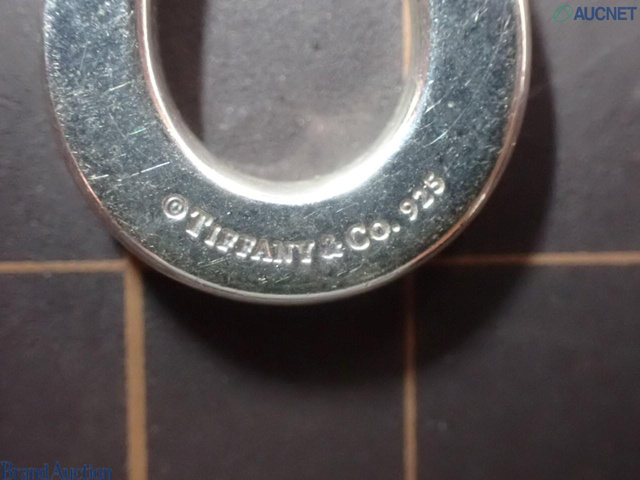 AUCNET
©TIFFANY & CO. 925
Brand Auction